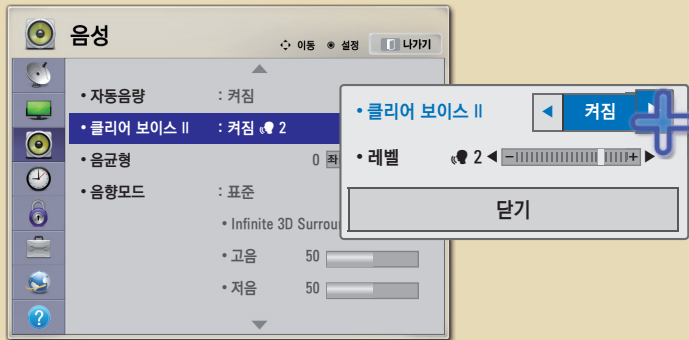 음성
이동 설정 나가기
• 자동음량 : 켜짐
• 클리어 보이스 II : 켜짐 2
• 음균형 0 좌
• 음향모드 : 표준
• Infinite 3D Surrou
• 고음 50
• 저음 50
• 클리어 보이스 II ◀ 켜짐
• 레벨 2 ◀ - + ▶
닫기
?